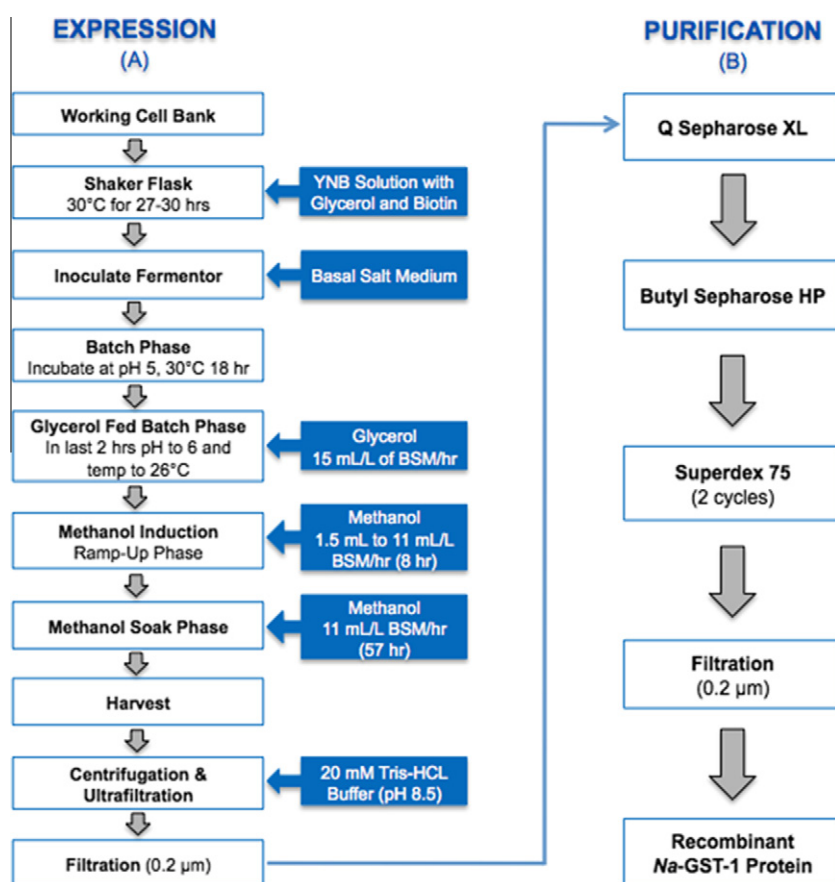 EXPRESSION
(A)
Working Cell Bank
Shaker Flask
30°C for 27-30 hrs
YNB Solution with
Glycerol and Biotin
Inoculate Fermentor
Basal Salt Medium
Batch Phase
Incubate at pH 5, 30°C 18 hr
Glycerol Fed Batch Phase
In last 2 hrs pH to 6 and
temp to 26°C
Glycerol
15 mL/L of BSM/hr
Methanol Induction
Ramp-Up Phase
Methanol
1.5 mL to 11 mL/L
BSM/hr (8 hr)
Methanol Soak Phase
Methanol
11 mL/L BSM/hr
(57 hr)
Harvest
Centrifugation &
Ultrafiltration
20 mM Tris-HCL
Buffer (pH 8.5)
Filtration (0.2 µm)
PURIFICATION
(B)
Q Sepharose XL
Butyl Sepharose HP
Superdex 75
(2 cycles)
Filtration
(0.2 µm)
Recombinant
Na-GST-1 Protein